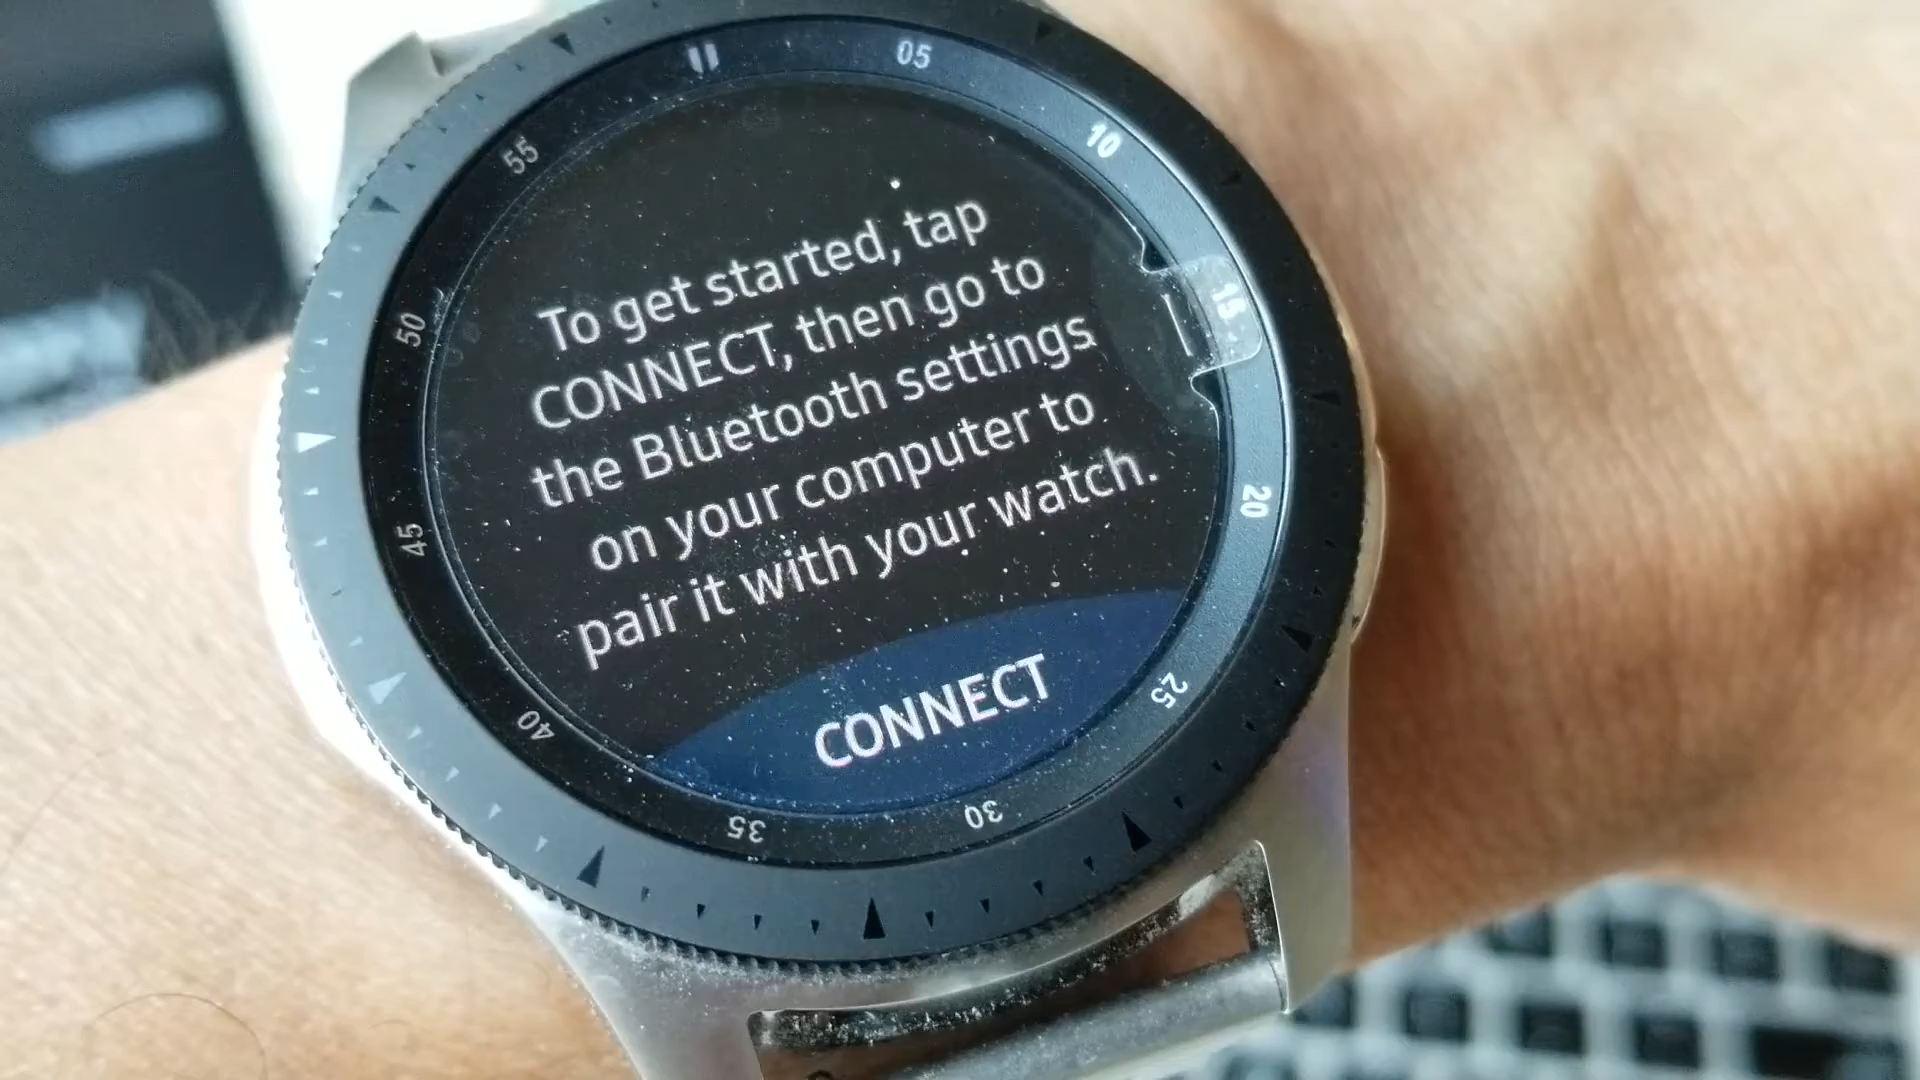 To get started, tap
CONNECT, then go to
the Bluetooth settings
on your computer to
pair it with your watch.
CONNECT
05
10
15
20
25
30
35
40
45
50
55